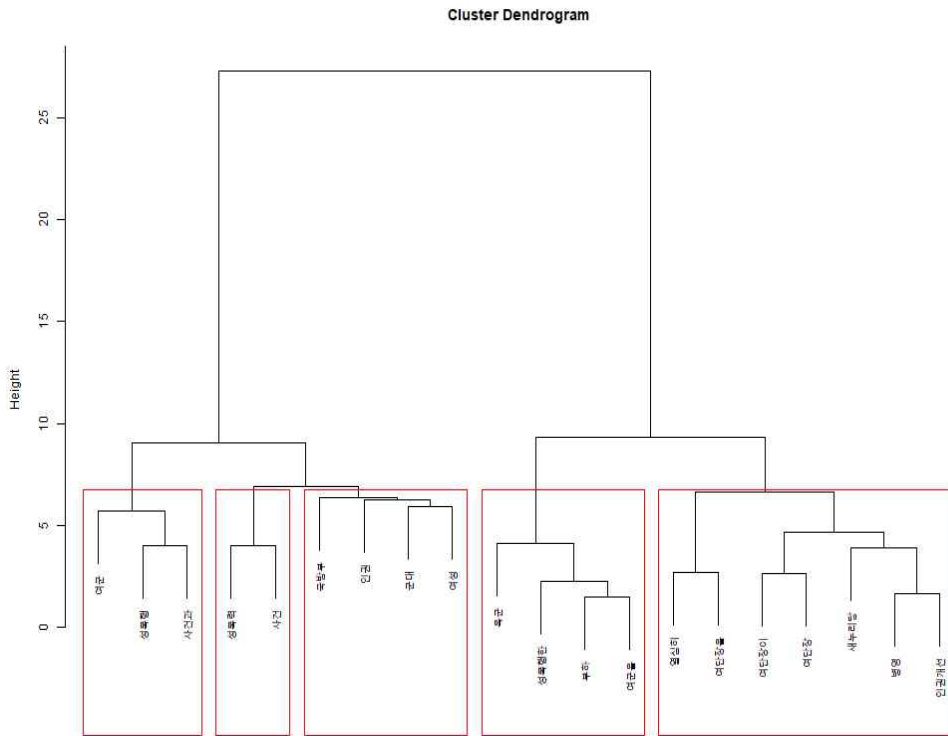 Cluster Dendrogram
Height
25
20
15
10
5
0
여군
성폭행
사건과
성폭력
사건
국방부
인권
군대
여성
육군
성폭행한
부하
여군을
열심히
여단장을
여단장이
여단장
새누리당
병영
인권개선